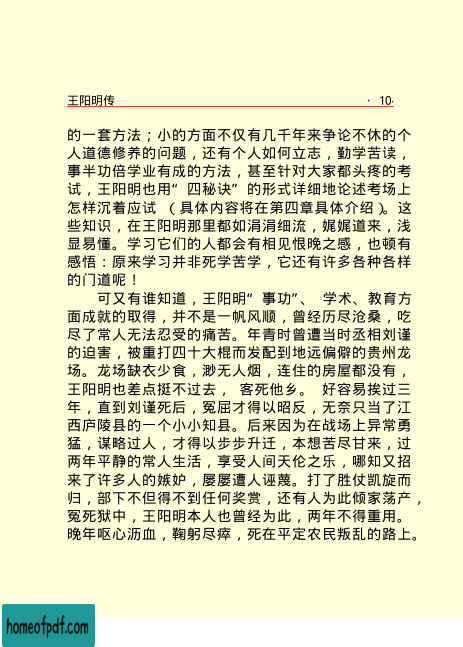 王阳明传 · 10·
的一套方法；小的方面不仅有几千年来争论不休的个
人道德修养的问题，还有个人如何立志，勤学苦读，
事半功倍学业有成的方法，甚至针对大家都头疼的考
试，王阳明也用“四秘诀”的形式详细地论述考场上
怎样沉着应试 （具体内容将在第四章具体介绍）。这
些知识，在王阳明那里都如涓涓细流，娓娓道来，浅
显易懂。学习它们的人都会有相见恨晚之感，也顿有
感悟：原来学习并非死学苦学，它还有许多各种各样
的门道呢！
可又有谁知道，王阳明“事功”、 学术、教育方
面成就的取得，并不是一帆风顺，曾经历尽沧桑，吃
尽了常人无法忍受的痛苦。年青时曾遭当时丞相刘谨
的迫害，被重打四十大棍而发配到地远偏僻的贵州龙
场。龙场缺衣少食，渺无人烟，连住的房屋都没有，
王阳明也差点挺不过去， 客死他乡。 好容易挨过三
年，直到刘谨死后，冤屈才得以昭反，无奈只当了江
西庐陵县的一个小小知县。后来因为在战场上异常勇
猛，谋略过人，才得以步步升迁，本想苦尽甘来，过
两年平静的常人生活，享受人间天伦之乐，哪知又招
来了许多人的嫉妒，屡屡遭人诬蔑。打了胜仗凯旋而
归，部下不但得不到任何奖赏，还有人为此倾家荡产，
冤死狱中，王阳明本人也曾经为此，两年不得重用。
晚年呕心沥血，鞠躬尽瘁，死在平定农民叛乱的路上。
homeofpdf.com